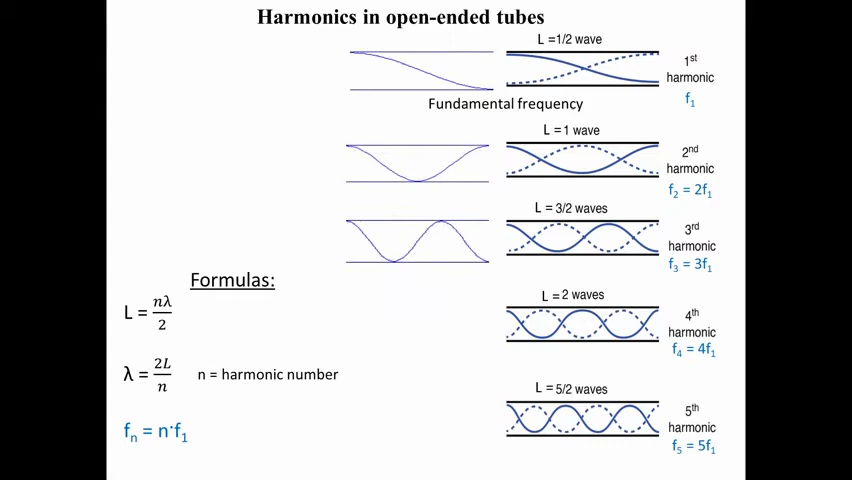 Harmonics in open-ended tubes
L =1/2 wave
1st
harmonic
f1
Fundamental frequency
L = 1 wave
2nd
harmonic
f2 = 2f1
L = 3/2 waves
3rd
harmonic
f3 = 3f1
Formulas:
L = nλ/2
L = 2 waves
4th
harmonic
f4 = 4f1
λ = 2L/n
n = harmonic number
L = 5/2 waves
5th
harmonic
f5 = 5f1
fn = n·f1